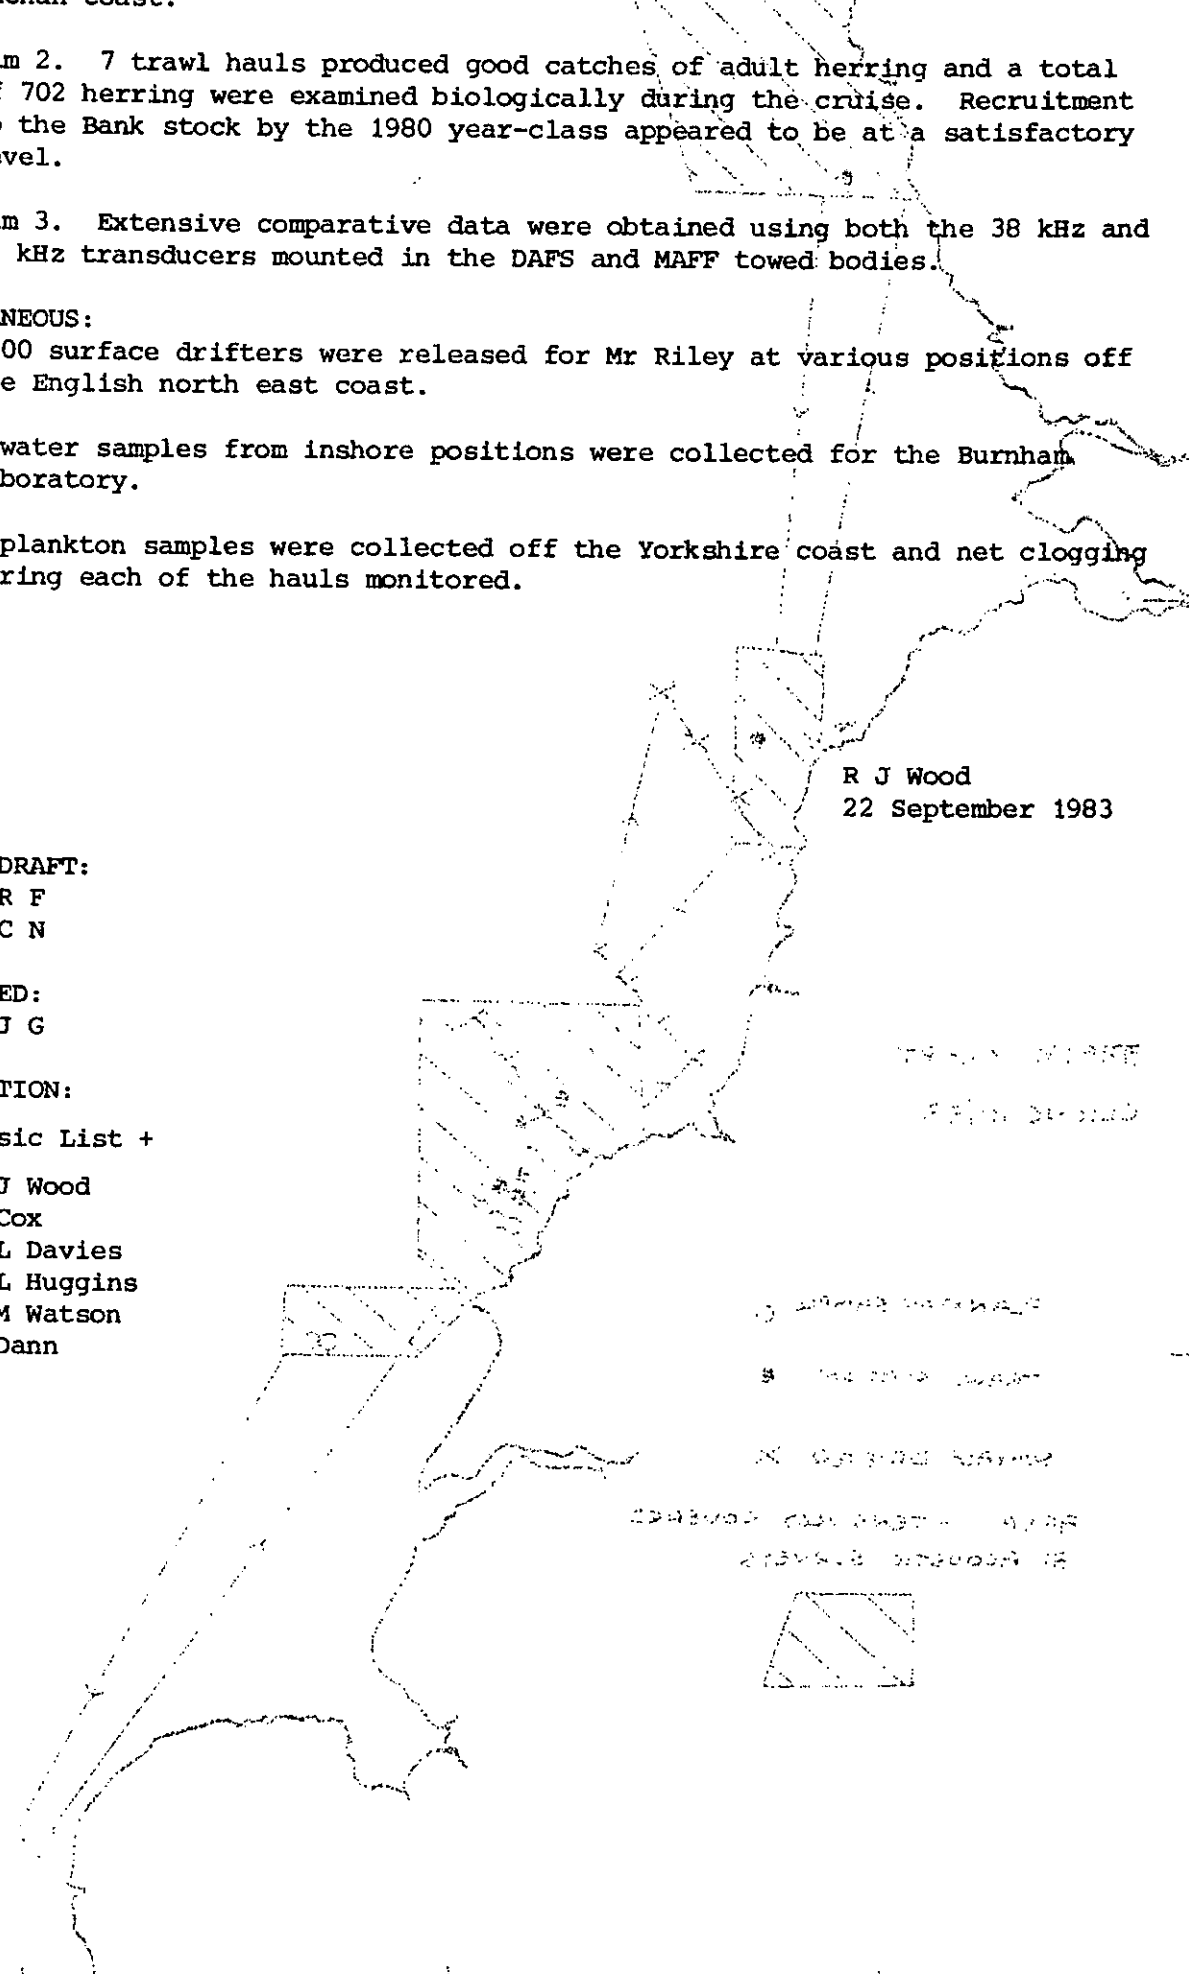 coast.
m 2. 7 trawl hauls produced good catches of adult herring and a total
702 herring were examined biologically during the cruise. Recruitment
the Bank stock by the 1980 year-class appeared to be at a satisfactory
vel.
m 3. Extensive comparative data were obtained using both the 38 kHz and
kHz transducers mounted in the DAFS and MAFF towed bodies.
NEOUS:
00 surface drifters were released for Mr Riley at various positions off
e English north east coast.
water samples from inshore positions were collected for the Burnham
boratory.
plankton samples were collected off the Yorkshire coast and net clogging
ring each of the hauls monitored.
R J Wood
22 September 1983
DRAFT:
R F
C N
ED:
J G
TION:
sic List +
J Wood
Cox
L Davies
L Huggins
M Watson
Dann